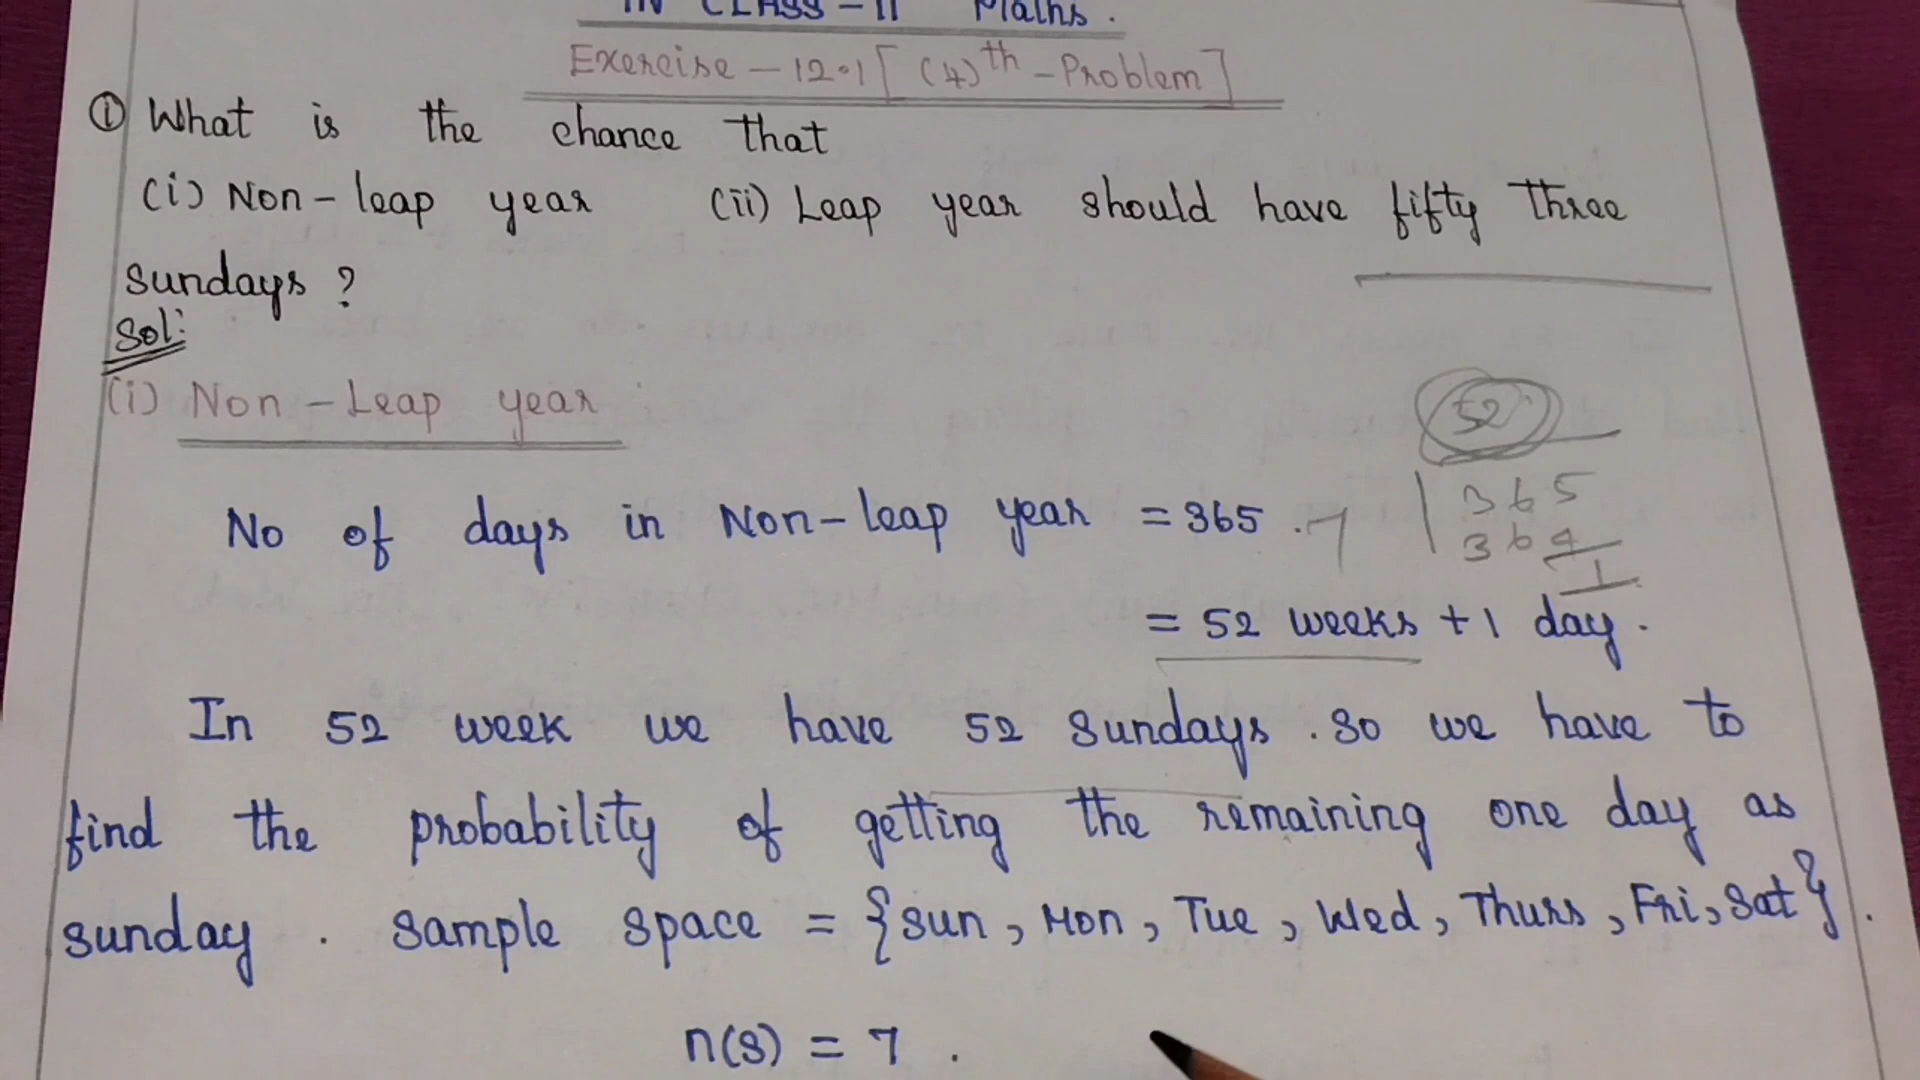 IN CLASS-11 Maths.
Exercise - 12.1 [ (4)th - Problem ]
① What is the chance that
(i) Non-leap year (ii) Leap year should have fifty three
sundays ?
Sol:
(i) Non-Leap year
52
No of days in Non-leap year = 365 . 7 | 365
364
1
= 52 weeks + 1 day.
In 52 week we have 52 sundays . so we have to
find the probability of getting the remaining one day as
sunday . sample space = {sun, Mon, Tue, Wed, Thurs, Fri, sat} .
n(s) = 7 .